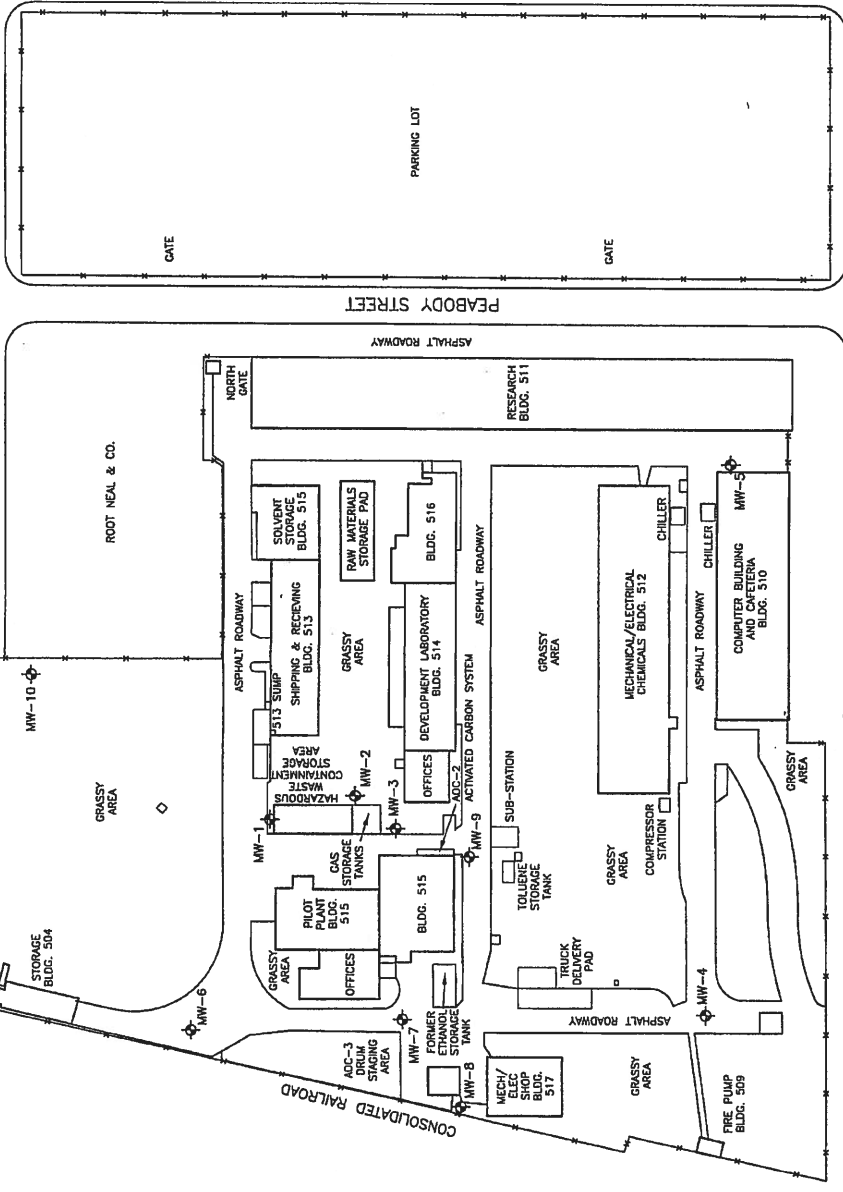 PARKING LOT
GATE
GATE
PEABODY STREET
ASPHALT ROADWAY
ROOT NEAL & CO.
NORTH
GATE
RESEARCH
BLDG. 511
MW-10
GRASSY
AREA
ASPHALT ROADWAY
SOLVENT
STORAGE
BLDG. 515
RAW MATERIALS
STORAGE PAD
BLDG. 516
513 SUMP
SHIPPING & RECIEVING
BLDG. 513
GRASSY
AREA
DEVELOPMENT LABORATORY
BLDG. 514
OFFICES
ASPHALT ROADWAY
ACTIVATED CARBON SYSTEM
AOC-2
HAZARDOUS
WASTE
CONTAINMENT
STORAGE
AREA
MW-1
MW-2
MW-3
GAS
STORAGE
TANKS
MW-9
PILOT
PLANT
BLDG.
515
BLDG. 515
GRASSY
AREA
OFFICES
STORAGE
BLDG. 504
MW-6
AOC-3
DRUM
STAGING
AREA
MW-7
FORMER
ETHANOL
STORAGE
TANK
MW-8
CONSOLIDATED RAILROAD
MECH/
ELEC
SHOP
BLDG.
517
GRASSY
AREA
FIRE PUMP
BLDG. 509
ASPHALT ROADWAY
MW-4
TRUCK
DELIVERY
PAD
TOLUENE
STORAGE
TANK
SUB-STATION
GRASSY
AREA
GRASSY
AREA
COMPRESSOR
STATION
MECHANICAL/ELECTRICAL
CHEMICALS BLDG. 512
CHILLER
CHILLER
ASPHALT ROADWAY
MW-5
COMPUTER BUILDING
AND CAFETERIA
BLDG. 510
GRASSY
AREA